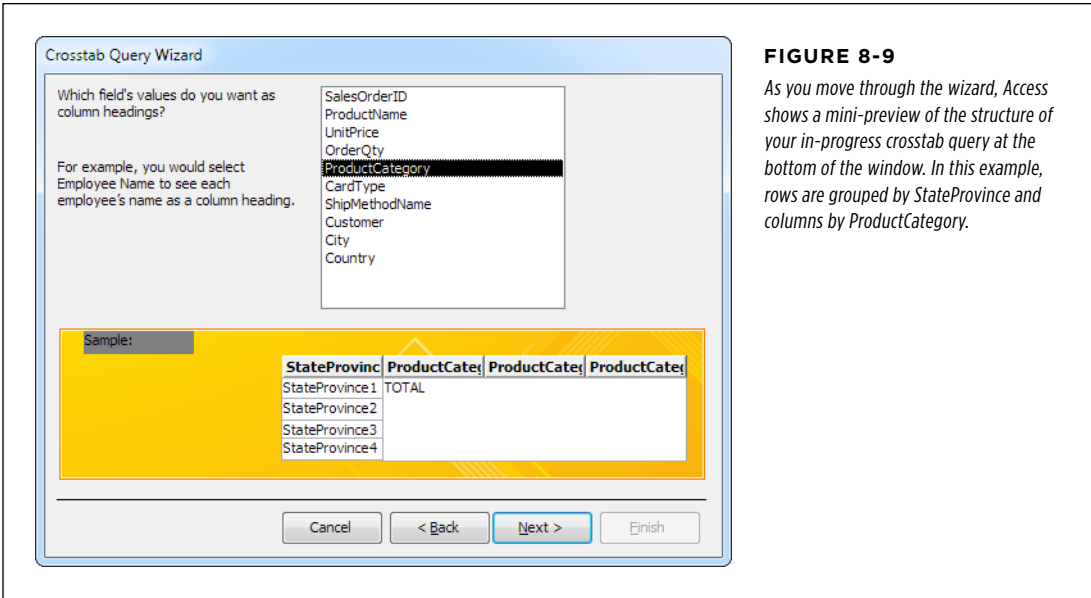 Crosstab Query Wizard
Which field's values do you want as
column headings?
For example, you would select
Employee Name to see each
employee's name as a column heading.
SalesOrderID
ProductName
UnitPrice
OrderQty
ProductCategory
CardType
ShipMethodName
Customer
City
Country
Sample:
StateProvinc ProductCateg ProductCateg ProductCateg
StateProvince1 TOTAL
StateProvince2
StateProvince3
StateProvince4
Cancel < Back Next > Finish
FIGURE 8-9
As you move through the wizard, Access
shows a mini-preview of the structure of
your in-progress crosstab query at the
bottom of the window. In this example,
rows are grouped by StateProvince and
columns by ProductCategory.